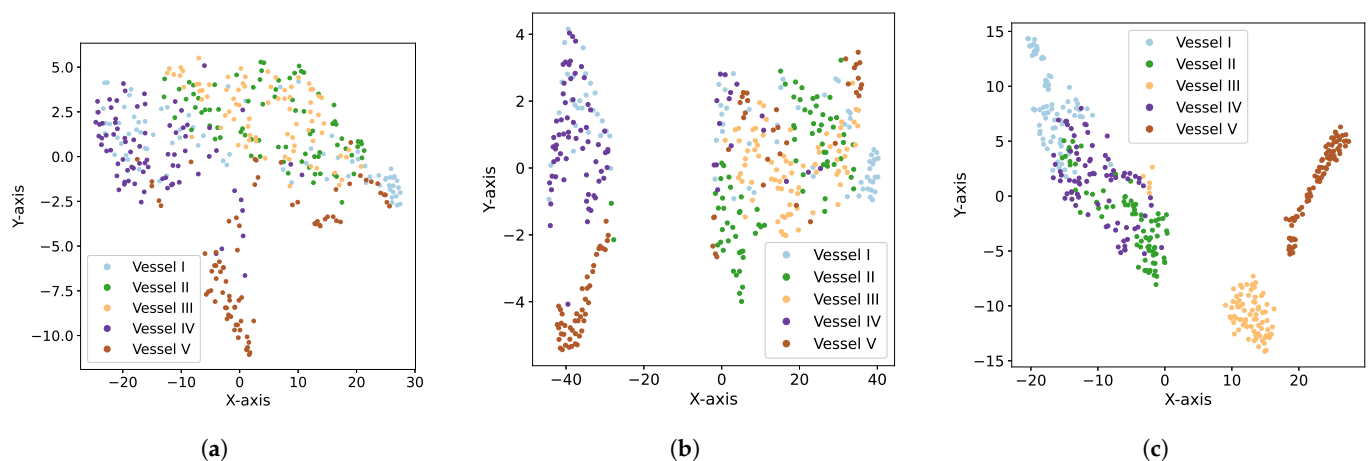 Y-axis
5.0
2.5
0.0
−2.5
−5.0
−7.5
−10.0
Vessel I
Vessel II
Vessel III
Vessel IV
Vessel V
−20
−10
0
10
20
30
X-axis
(a)
Y-axis
4
2
0
−2
−4
Vessel I
Vessel II
Vessel III
Vessel IV
Vessel V
−40
−20
0
20
40
X-axis
(b)
Y-axis
15
10
5
0
−5
−10
−15
Vessel I
Vessel II
Vessel III
Vessel IV
Vessel V
−20
−10
0
10
20
X-axis
(c)